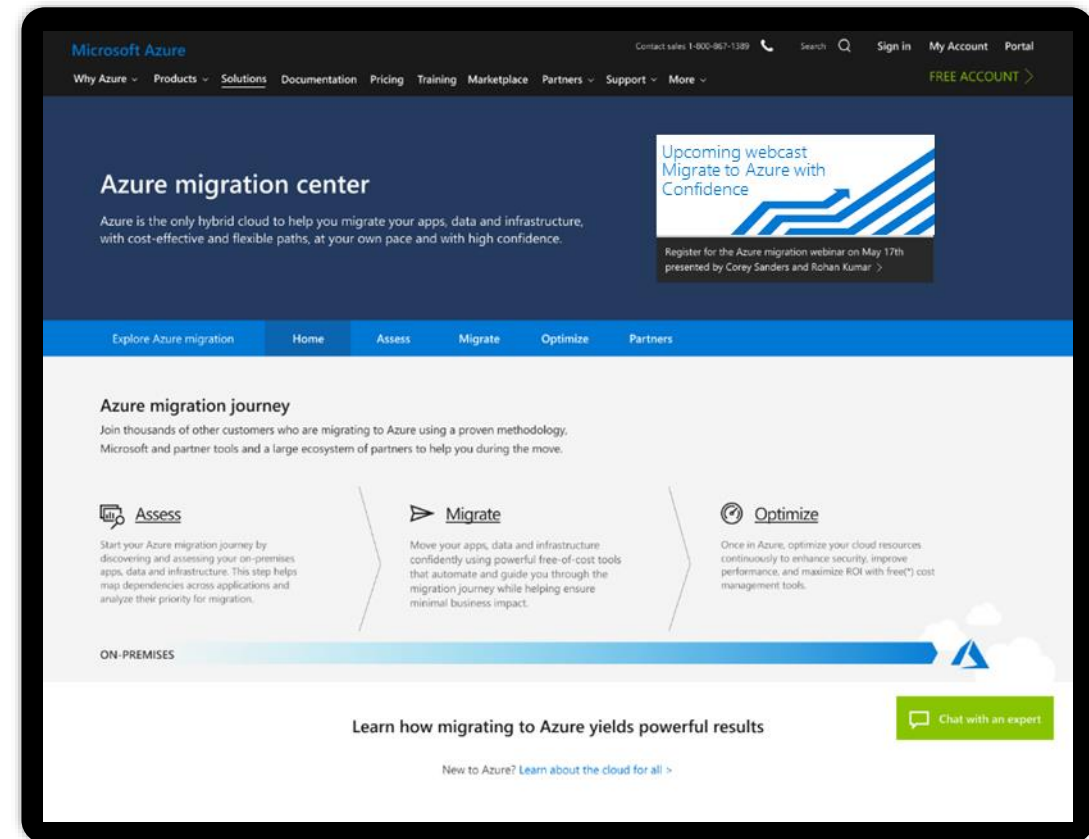 Microsoft Azure
Contact sales 1-800-867-1389
Search
Sign in
My Account
Portal
Why Azure
Products
Solutions
Documentation
Pricing
Training
Marketplace
Partners
Support
More
FREE ACCOUNT
Azure migration center
Azure is the only hybrid cloud to help you migrate your apps, data and infrastructure,
with cost-effective and flexible paths, at your own pace and with high confidence.
Upcoming webcast
Migrate to Azure with
Confidence
Register for the Azure migration webinar on May 17th
presented by Corey Sanders and Rohan Kumar >
Explore Azure migration
Home
Assess
Migrate
Optimize
Partners
Azure migration journey
Join thousands of other customers who are migrating to Azure using a proven methodology,
Microsoft and partner tools and a large ecosystem of partners to help you during the move.
Assess
Start your Azure migration journey by
discovering and assessing your on-premises
apps, data and infrastructure. This step helps
map dependencies across applications and
analyze their priority for migration.
Migrate
Move your apps, data and infrastructure
confidently using powerful free-of-cost tools
that automate and guide you through the
migration journey while helping ensure
minimal business impact.
Optimize
Once in Azure, optimize your cloud resources
continuously to enhance security, improve
performance, and maximize ROI with free(*) cost
management tools.
ON-PREMISES
Learn how migrating to Azure yields powerful results
Chat with an expert
New to Azure? Learn about the cloud for all >